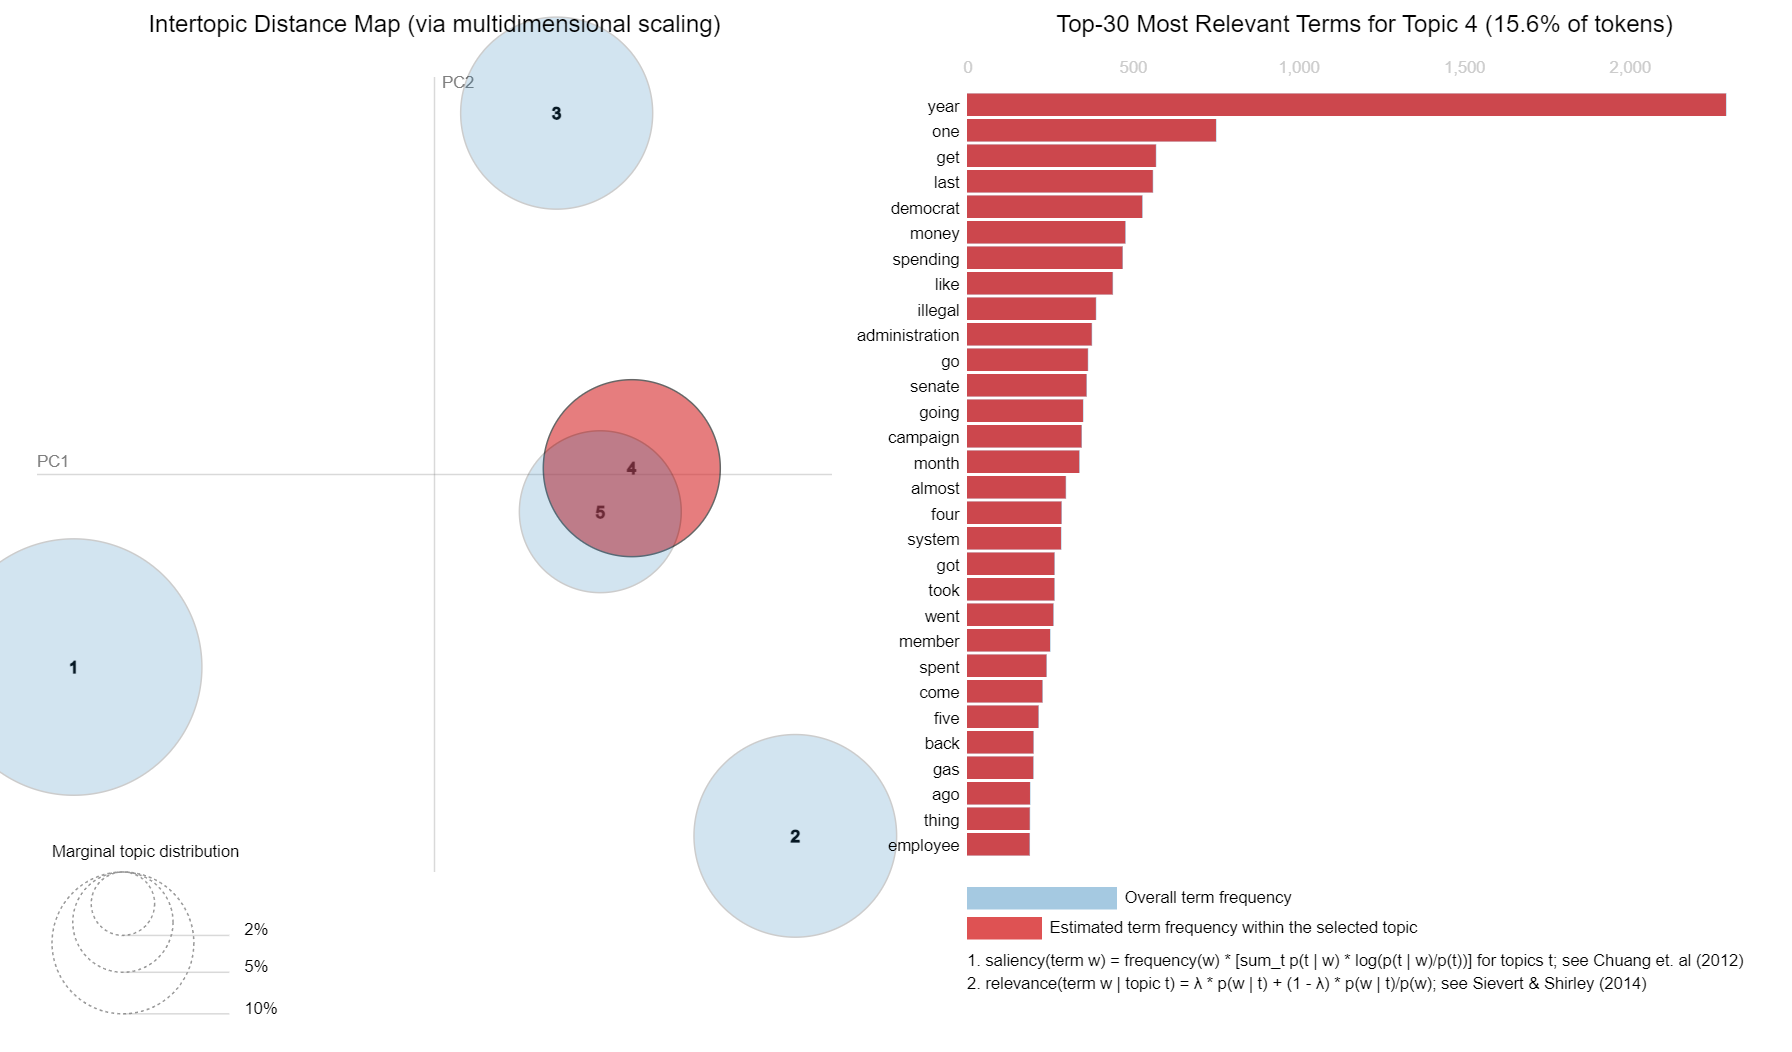 Intertopic Distance Map (via multidimensional scaling)
PC2
3
4
PC1
5
1
2
Marginal topic distribution
2%
5%
10%
Top-30 Most Relevant Terms for Topic 4 (15.6% of tokens)
0 500 1,000 1,500 2,000
year
one
get
last
democrat
money
spending
like
illegal
administration
go
senate
going
campaign
month
almost
four
system
got
took
went
member
spent
come
five
back
gas
ago
thing
employee
Overall term frequency
Estimated term frequency within the selected topic
1. saliency(term w) = frequency(w) * [sum_t p(t | w) * log(p(t | w)/p(t))] for topics t; see Chuang et. al (2012)
2. relevance(term w | topic t) = λ * p(w | t) + (1 - λ) * p(w | t)/p(w); see Sievert & Shirley (2014)